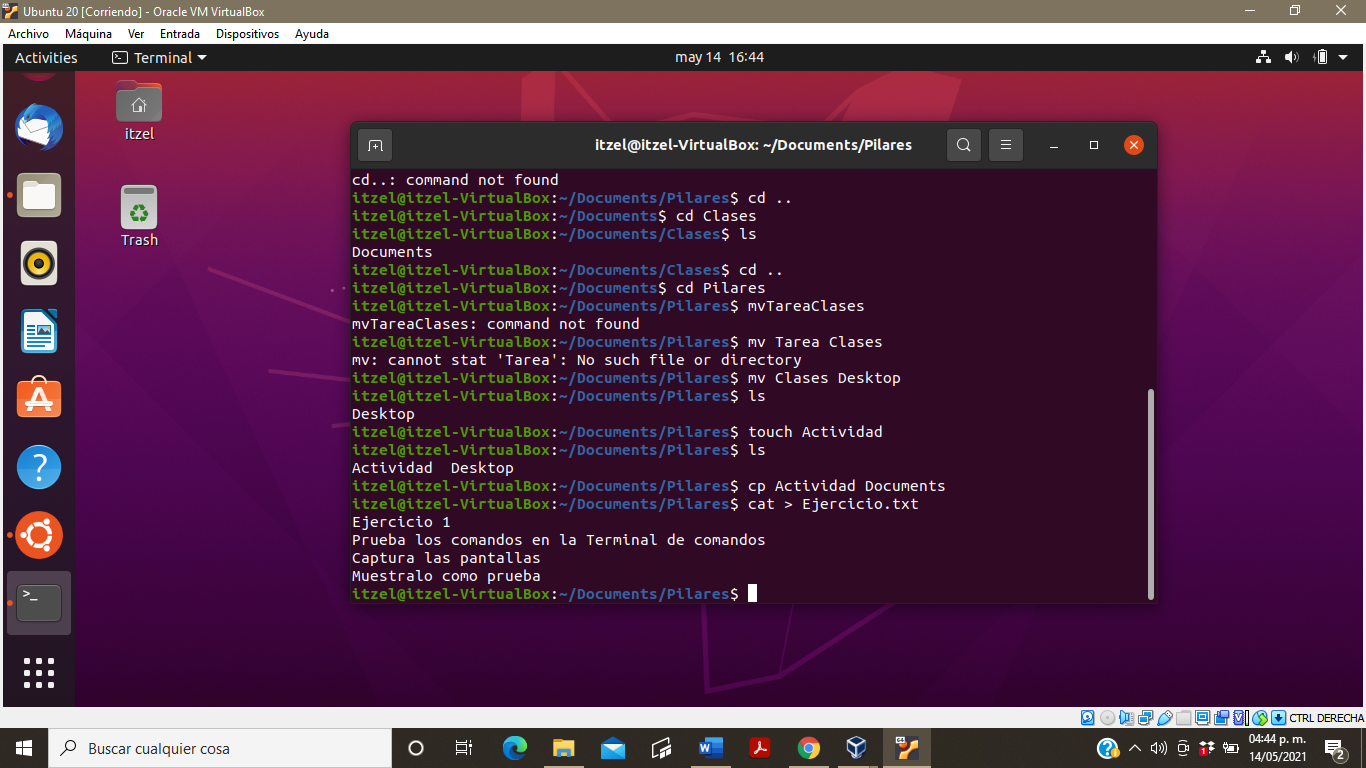 Ubuntu 20 [Corriendo] - Oracle VM VirtualBox
Archivo Máquina Ver Entrada Dispositivos Ayuda
Activities Terminal may 14 16:44
itzel
Trash
itzel@itzel-VirtualBox: ~/Documents/Pilares
cd..: command not found
itzel@itzel-VirtualBox:~/Documents/Pilares$ cd ..
itzel@itzel-VirtualBox:~/Documents$ cd Clases
itzel@itzel-VirtualBox:~/Documents/Clases$ ls
Documents
itzel@itzel-VirtualBox:~/Documents/Clases$ cd ..
itzel@itzel-VirtualBox:~/Documents$ cd Pilares
itzel@itzel-VirtualBox:~/Documents/Pilares$ mvTareaClases
mvTareaClases: command not found
itzel@itzel-VirtualBox:~/Documents/Pilares$ mv Tarea Clases
mv: cannot stat 'Tarea': No such file or directory
itzel@itzel-VirtualBox:~/Documents/Pilares$ mv Clases Desktop
itzel@itzel-VirtualBox:~/Documents/Pilares$ ls
Desktop
itzel@itzel-VirtualBox:~/Documents/Pilares$ touch Actividad
itzel@itzel-VirtualBox:~/Documents/Pilares$ ls
Actividad  Desktop
itzel@itzel-VirtualBox:~/Documents/Pilares$ cp Actividad Documents
itzel@itzel-VirtualBox:~/Documents/Pilares$ cat > Ejercicio.txt
Ejercicio 1
Prueba los comandos en la Terminal de comandos
Captura las pantallas
Muestralo como prueba
itzel@itzel-VirtualBox:~/Documents/Pilares$
CTRL DERECHA
Buscar cualquier cosa
04:44 p. m.
14/05/2021
2